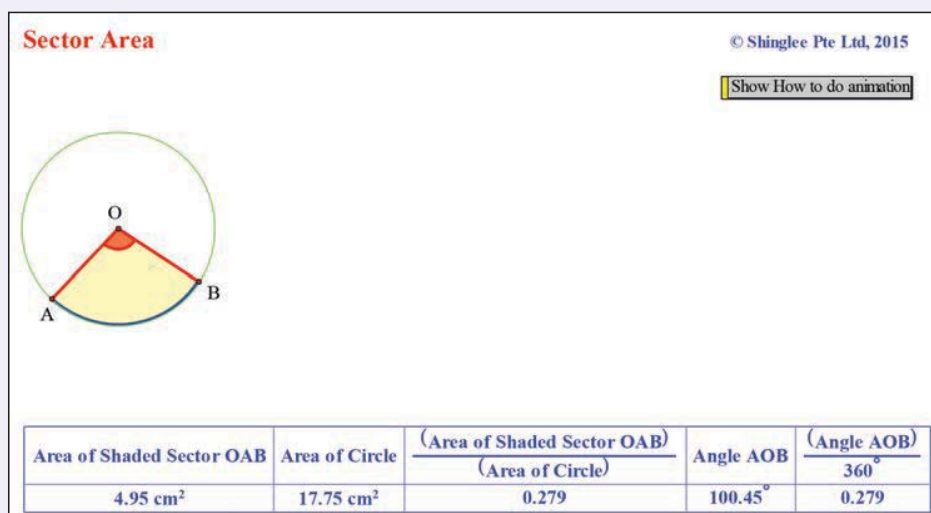 Sector Area
© Shinglee Pte Ltd, 2015
Show How to do animation
O
A
B
Area of Shaded Sector OAB
Area of Circle
(Area of Shaded Sector OAB)
(Area of Circle)
Angle AOB
(Angle AOB)
360°
4.95 cm²
17.75 cm²
0.279
100.45°
0.279